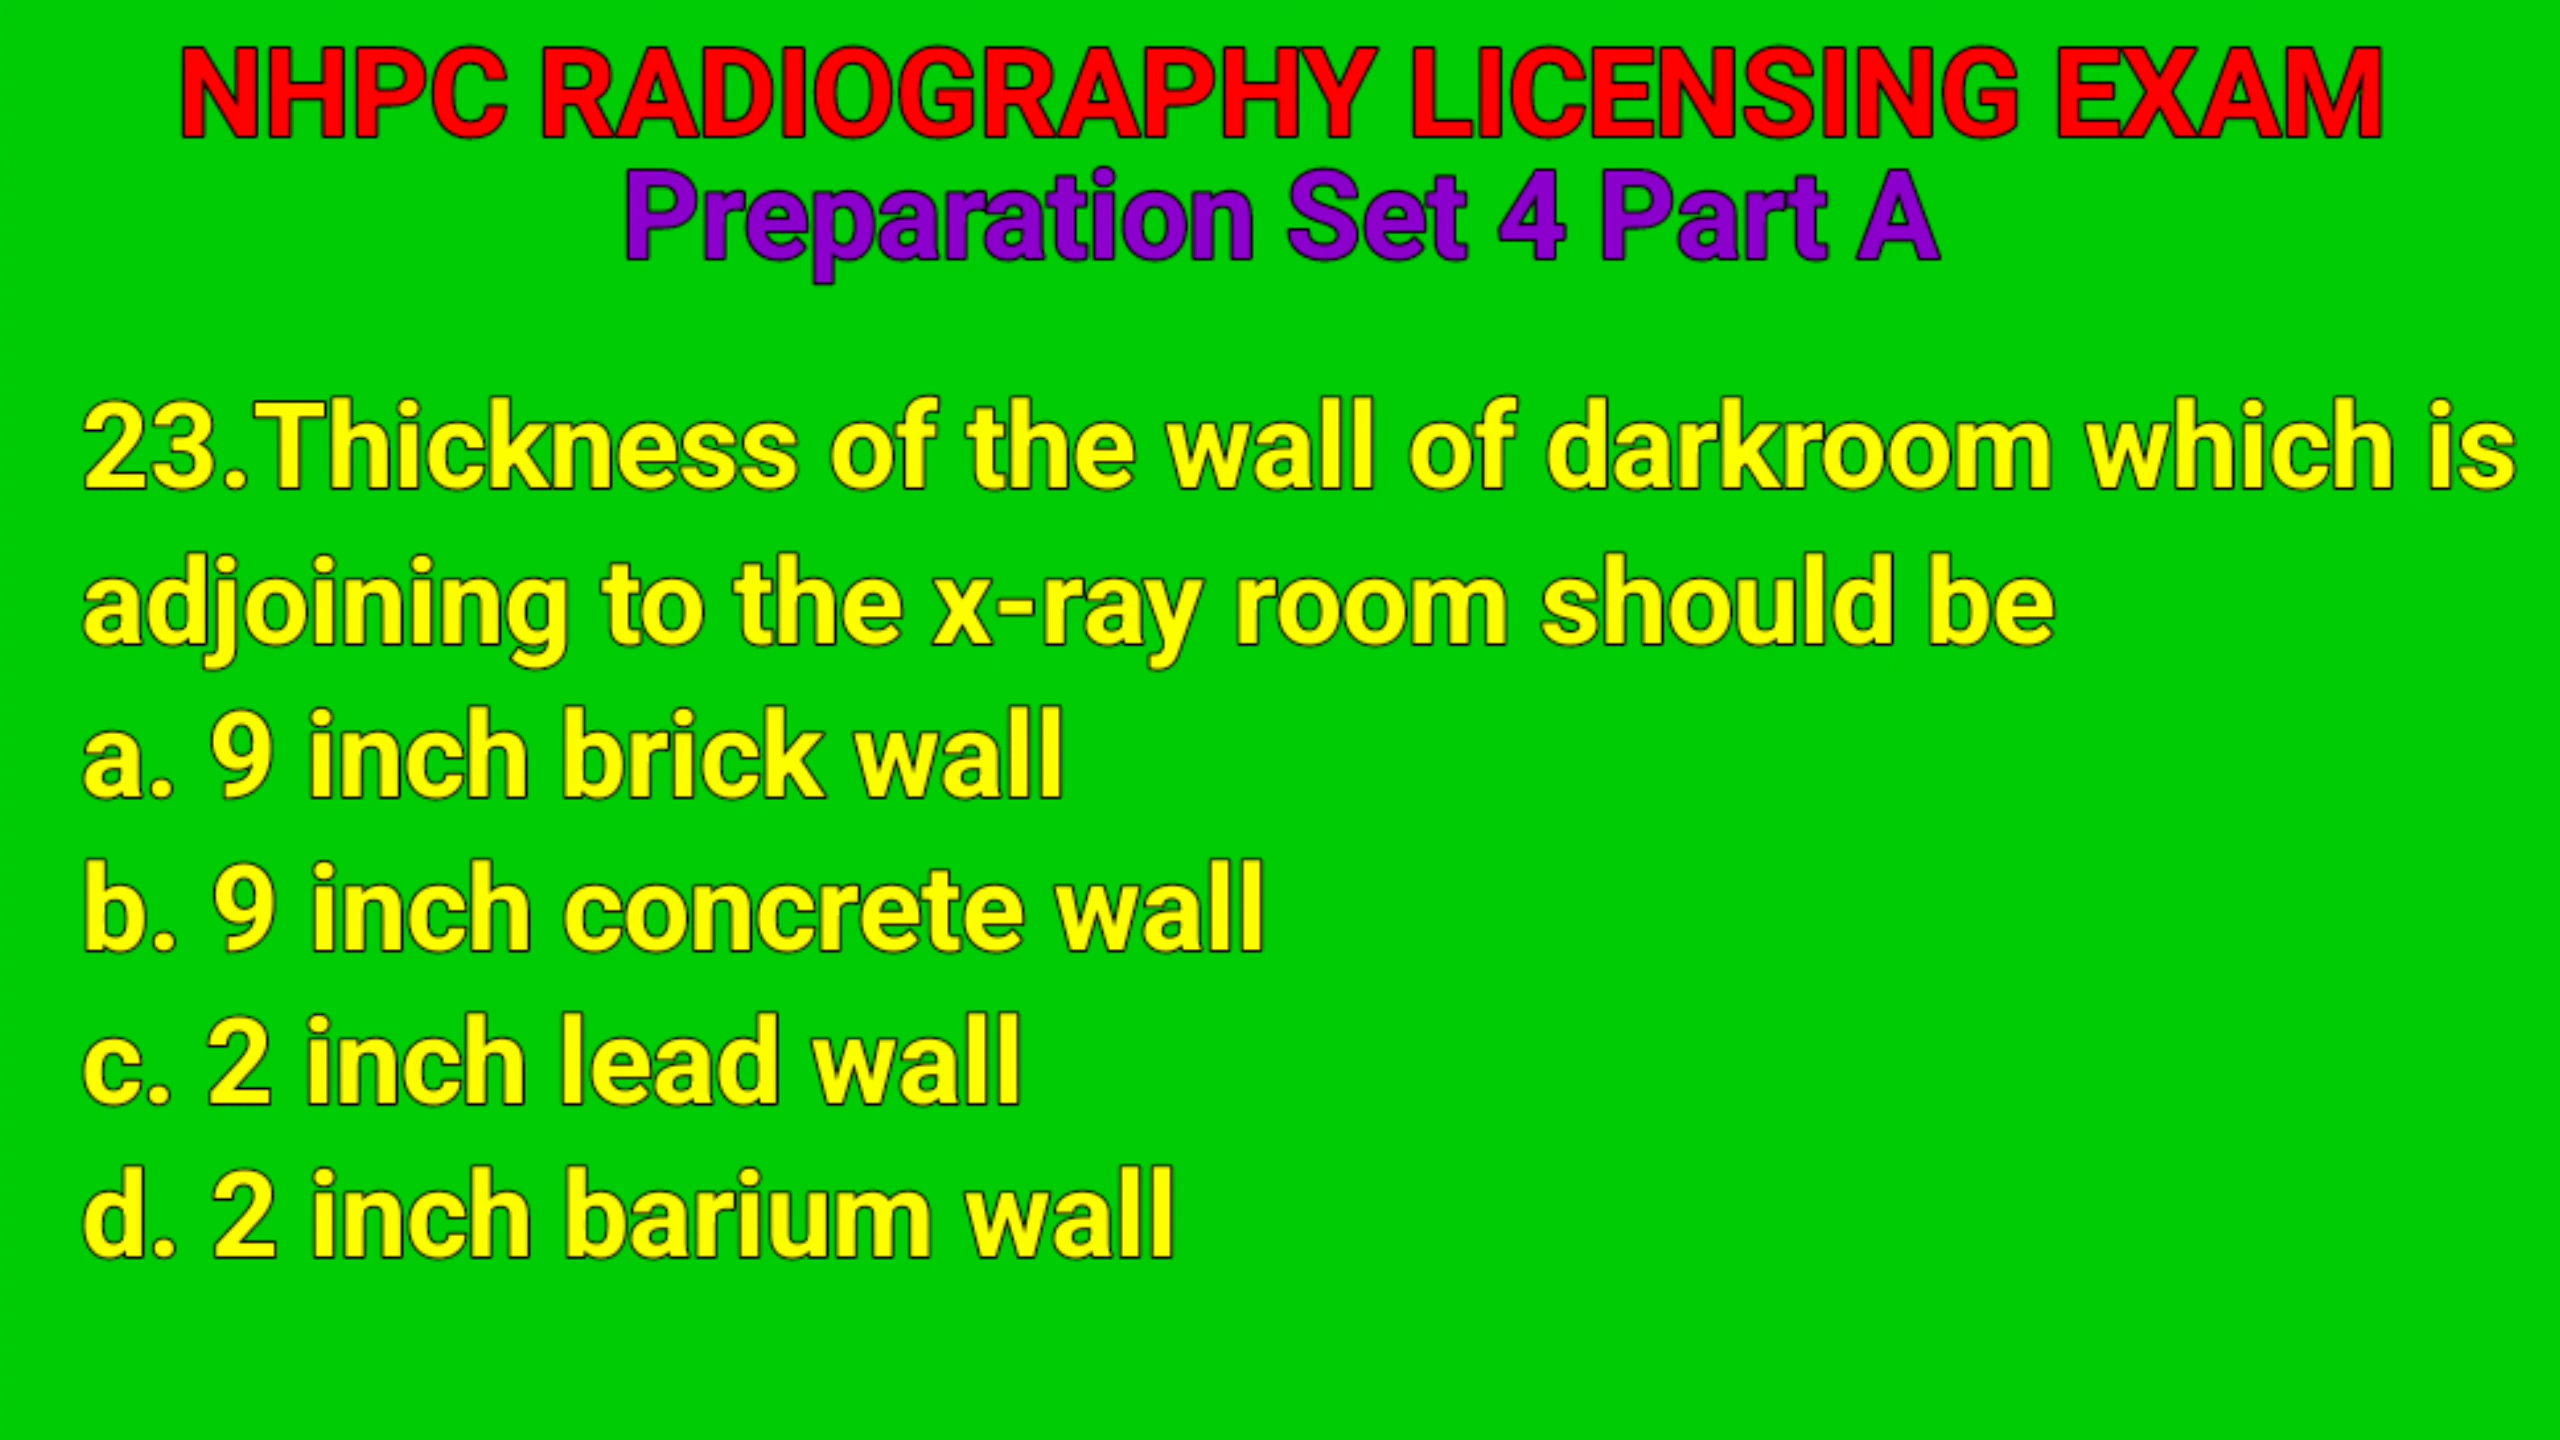 NHPC RADIOGRAPHY LICENSING EXAM
Preparation Set 4 Part A
23.Thickness of the wall of darkroom which is
adjoining to the x-ray room should be
a. 9 inch brick wall
b. 9 inch concrete wall
c. 2 inch lead wall
d. 2 inch barium wall